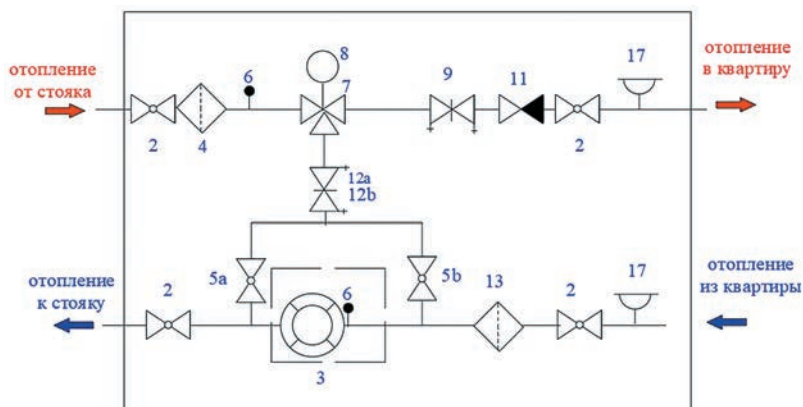 8
17
отопление
в квартиру
отопление
от стояка
6
7
9
11
2
4
2
12a
12b
отопление
к стояку
2
5a
6
5b
13
2
17
отопление
из квартиры
3